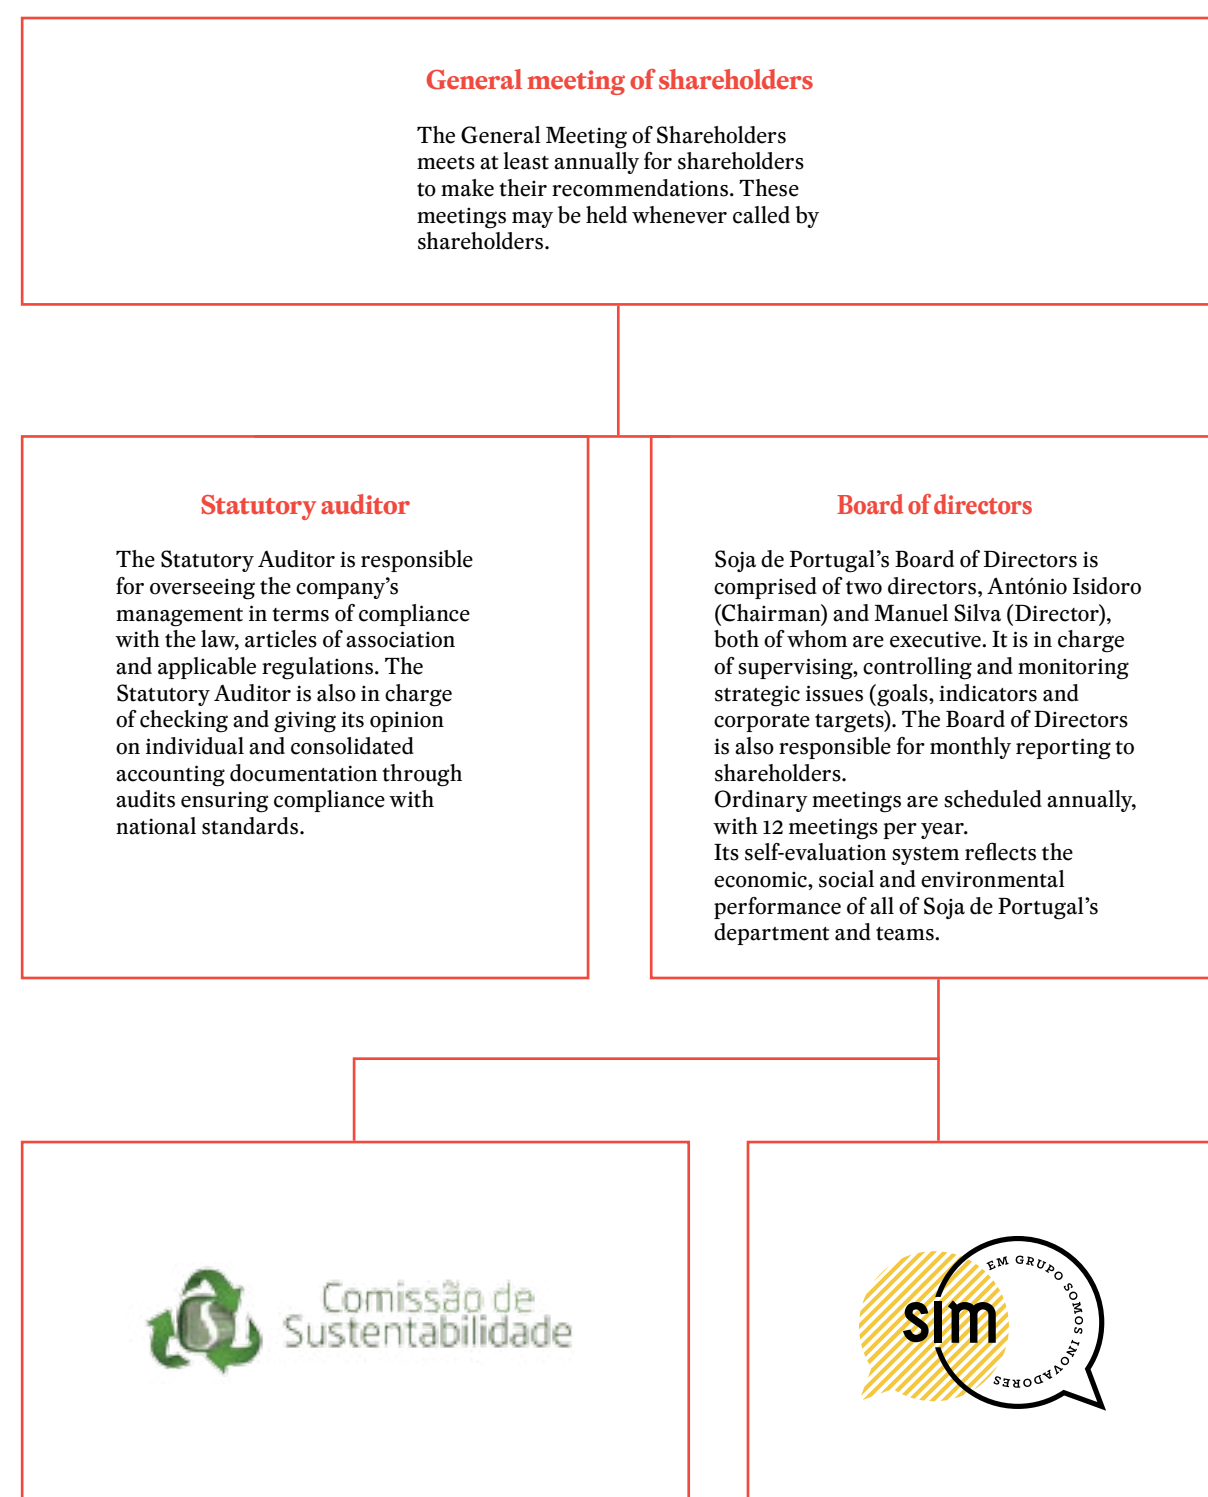 General meeting of shareholders
The General Meeting of Shareholders
meets at least annually for shareholders
to make their recommendations. These
meetings may be held whenever called by
shareholders.
Statutory auditor
The Statutory Auditor is responsible
for overseeing the company’s
management in terms of compliance
with the law, articles of association
and applicable regulations. The
Statutory Auditor is also in charge
of checking and giving its opinion
on individual and consolidated
accounting documentation through
audits ensuring compliance with
national standards.
Board of directors
Soja de Portugal’s Board of Directors is
comprised of two directors, António Isidoro
(Chairman) and Manuel Silva (Director),
both of whom are executive. It is in charge
of supervising, controlling and monitoring
strategic issues (goals, indicators and
corporate targets). The Board of Directors
is also responsible for monthly reporting to
shareholders.
Ordinary meetings are scheduled annually,
with 12 meetings per year.
Its self-evaluation system reflects the
economic, social and environmental
performance of all of Soja de Portugal’s
department and teams.
Comissão de
Sustentabilidade
sim
EM GRUPO SOMOS INOVADORES